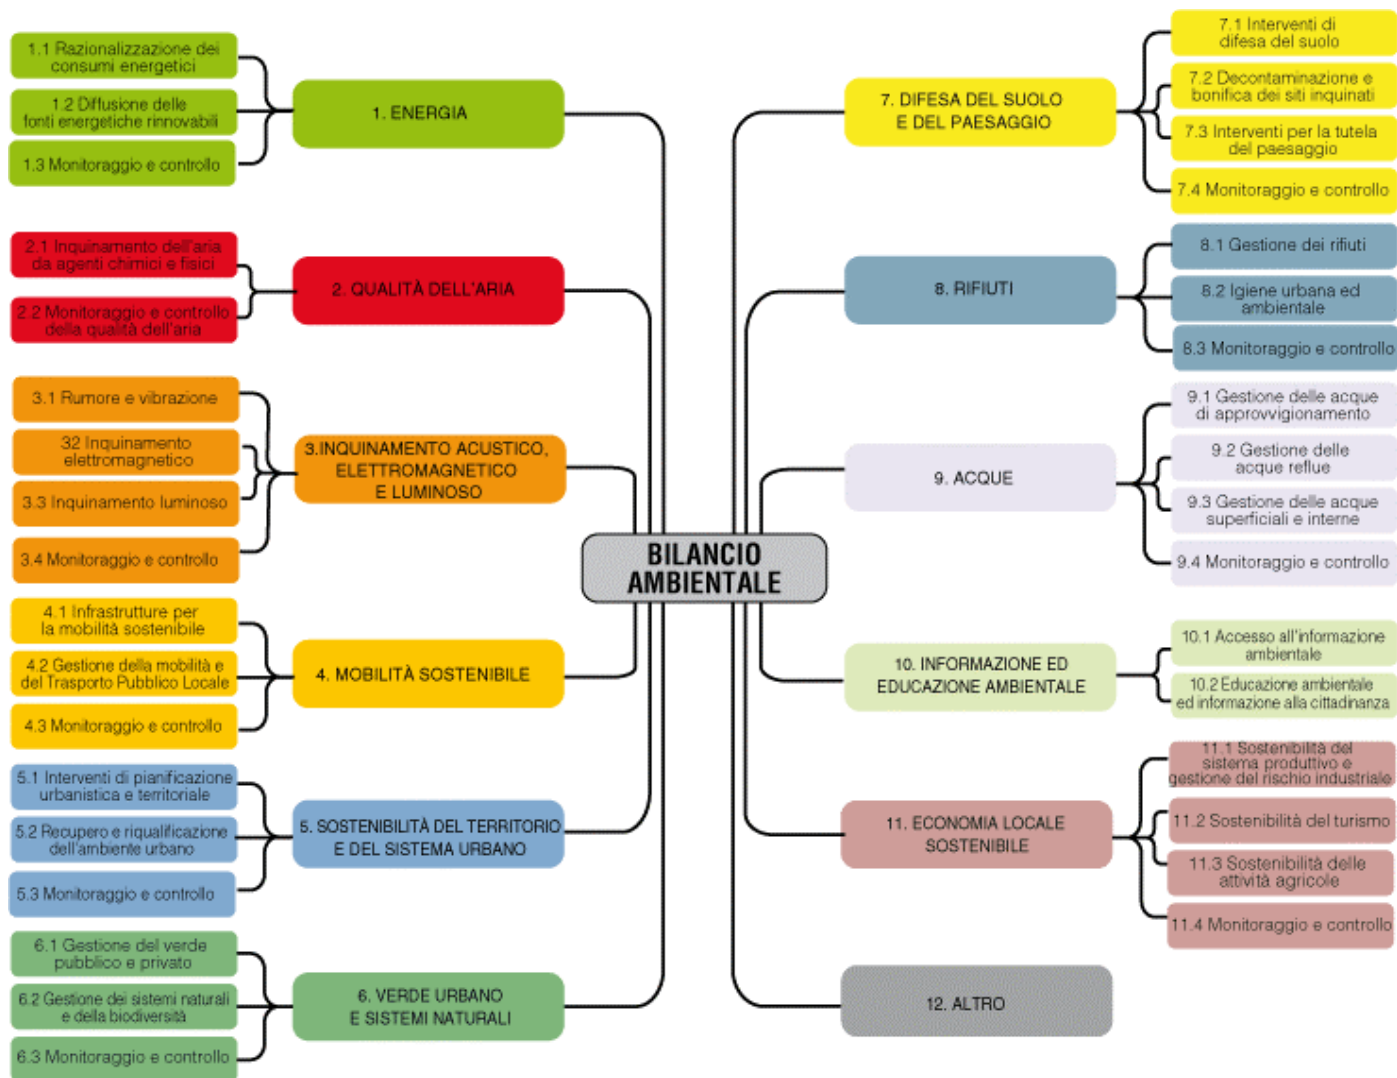 1.1 Razionalizzazione dei
consumi energetici
1.2 Diffusione delle
fonti energetiche rinnovabili
1.3 Monitoraggio e controllo
1. ENERGIA
2.1 Inquinamento dell'aria
da agenti chimici e fisici
2.2 Monitoraggio e controllo
della qualità dell'aria
2. QUALITÀ DELL'ARIA
3.1 Rumore e vibrazione
32 Inquinamento
elettromagnetico
3.3 Inquinamento luminoso
3.4 Monitoraggio e controllo
3.INQUINAMENTO ACUSTICO,
ELETTROMAGNETICO
E LUMINOSO
4.1 Infrastrutture per
la mobilità sostenibile
4.2 Gestione della mobilità e
del Trasporto Pubblico Locale
4.3 Monitoraggio e controllo
4. MOBILITÀ SOSTENIBILE
5.1 Interventi di pianificazione
urbanistica e territoriale
5.2 Recupero e riqualificazione
dell'ambiente urbano
5.3 Monitoraggio e controllo
5. SOSTENIBILITÀ DEL TERRITORIO
E DEL SISTEMA URBANO
6.1 Gestione del verde
pubblico e privato
6.2 Gestione dei sistemi naturali
e della biodiversità
6.3 Monitoraggio e controllo
6. VERDE URBANO
E SISTEMI NATURALI
BILANCIO
AMBIENTALE
7. DIFESA DEL SUOLO
E DEL PAESAGGIO
7.1 Interventi di
difesa del suolo
7.2 Decontaminazione e
bonifica dei siti inquinati
7.3 Interventi per la tutela
del paesaggio
7.4 Monitoraggio e controllo
8. RIFIUTI
8.1 Gestione dei rifiuti
8.2 Igiene urbana ed
ambientale
8.3 Monitoraggio e controllo
9. ACQUE
9.1 Gestione delle acque
di approvvigionamento
9.2 Gestione delle
acque reflue
9.3 Gestione delle acque
superficiali e interne
9.4 Monitoraggio e controllo
10. INFORMAZIONE ED
EDUCAZIONE AMBIENTALE
10.1 Accesso all'informazione
ambientale
10.2 Educazione ambientale
ed informazione alla cittadinanza
11. ECONOMIA LOCALE
SOSTENIBILE
11.1 Sostenibilità del
sistema produttivo e
gestione del rischio industriale
11.2 Sostenibilità del turismo
11.3 Sostenibilità delle
attività agricole
11.4 Monitoraggio e controllo
12. ALTRO